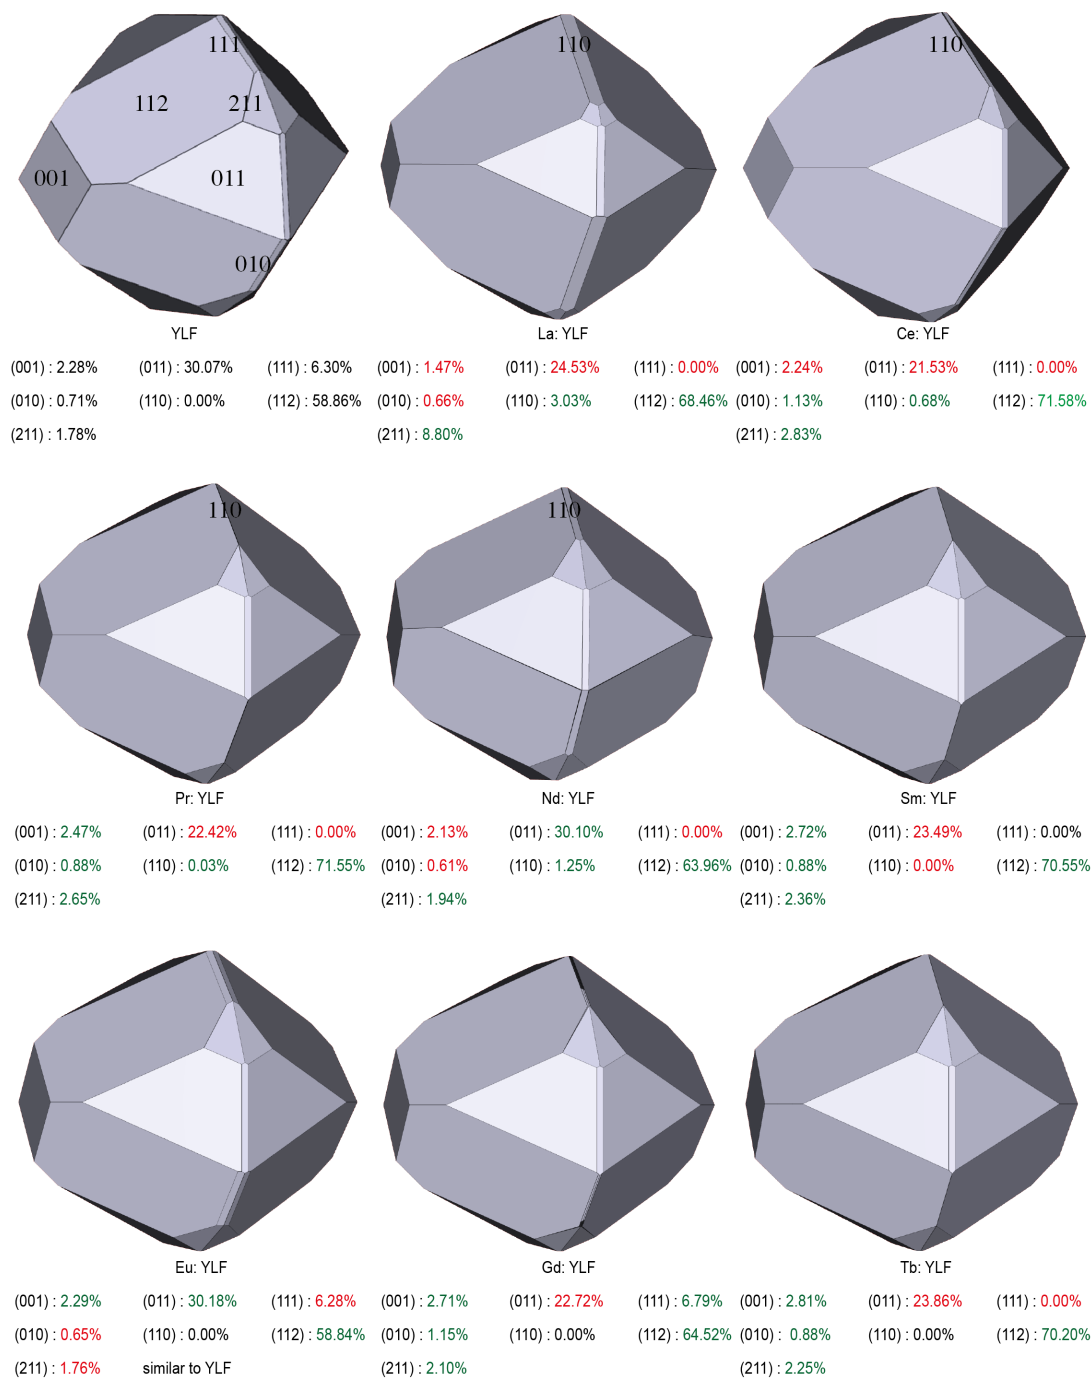 111
110
110
112
211
001
011
010
YLF
La: YLF
Ce: YLF
(001) : 2.28% (011) : 30.07% (111) : 6.30% (001) : 1.47% (011) : 24.53% (111) : 0.00% (001) : 2.24% (011) : 21.53% (111) : 0.00%
(010) : 0.71% (110) : 0.00% (112) : 58.86% (010) : 0.66% (110) : 3.03% (112) : 68.46% (010) : 1.13% (110) : 0.68% (112) : 71.58%
(211) : 1.78% (211) : 8.80% (211) : 2.83%
110
110
Pr: YLF
Nd: YLF
Sm: YLF
(001) : 2.47% (011) : 22.42% (111) : 0.00% (001) : 2.13% (011) : 30.10% (111) : 0.00% (001) : 2.72% (011) : 23.49% (111) : 0.00%
(010) : 0.88% (110) : 0.03% (112) : 71.55% (010) : 0.61% (110) : 1.25% (112) : 63.96% (010) : 0.88% (110) : 0.00% (112) : 70.55%
(211) : 2.65% (211) : 1.94% (211) : 2.36%
Eu: YLF
Gd: YLF
Tb: YLF
(001) : 2.29% (011) : 30.18% (111) : 6.28% (001) : 2.71% (011) : 22.72% (111) : 6.79% (001) : 2.81% (011) : 23.86% (111) : 0.00%
(010) : 0.65% (110) : 0.00% (112) : 58.84% (010) : 1.15% (110) : 0.00% (112) : 64.52% (010) : 0.88% (110) : 0.00% (112) : 70.20%
(211) : 1.76% similar to YLF (211) : 2.10% (211) : 2.25%